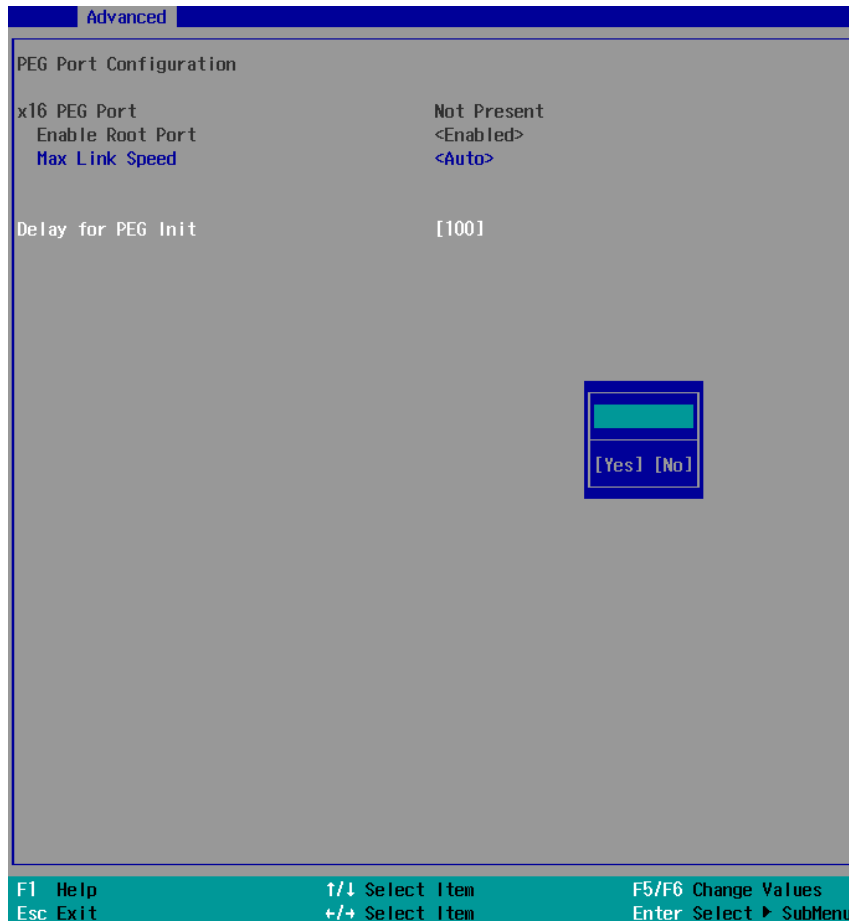 Advanced
PEG Port Configuration
x16 PEG Port Not Present
Enable Root Port <Enabled>
Max Link Speed <Auto>
Delay for PEG Init [100]
[Yes] [No]
F1 Help ↑/↓ Select Item F5/F6 Change Values
Esc Exit ←/→ Select Item Enter Select ▶ SubMenu